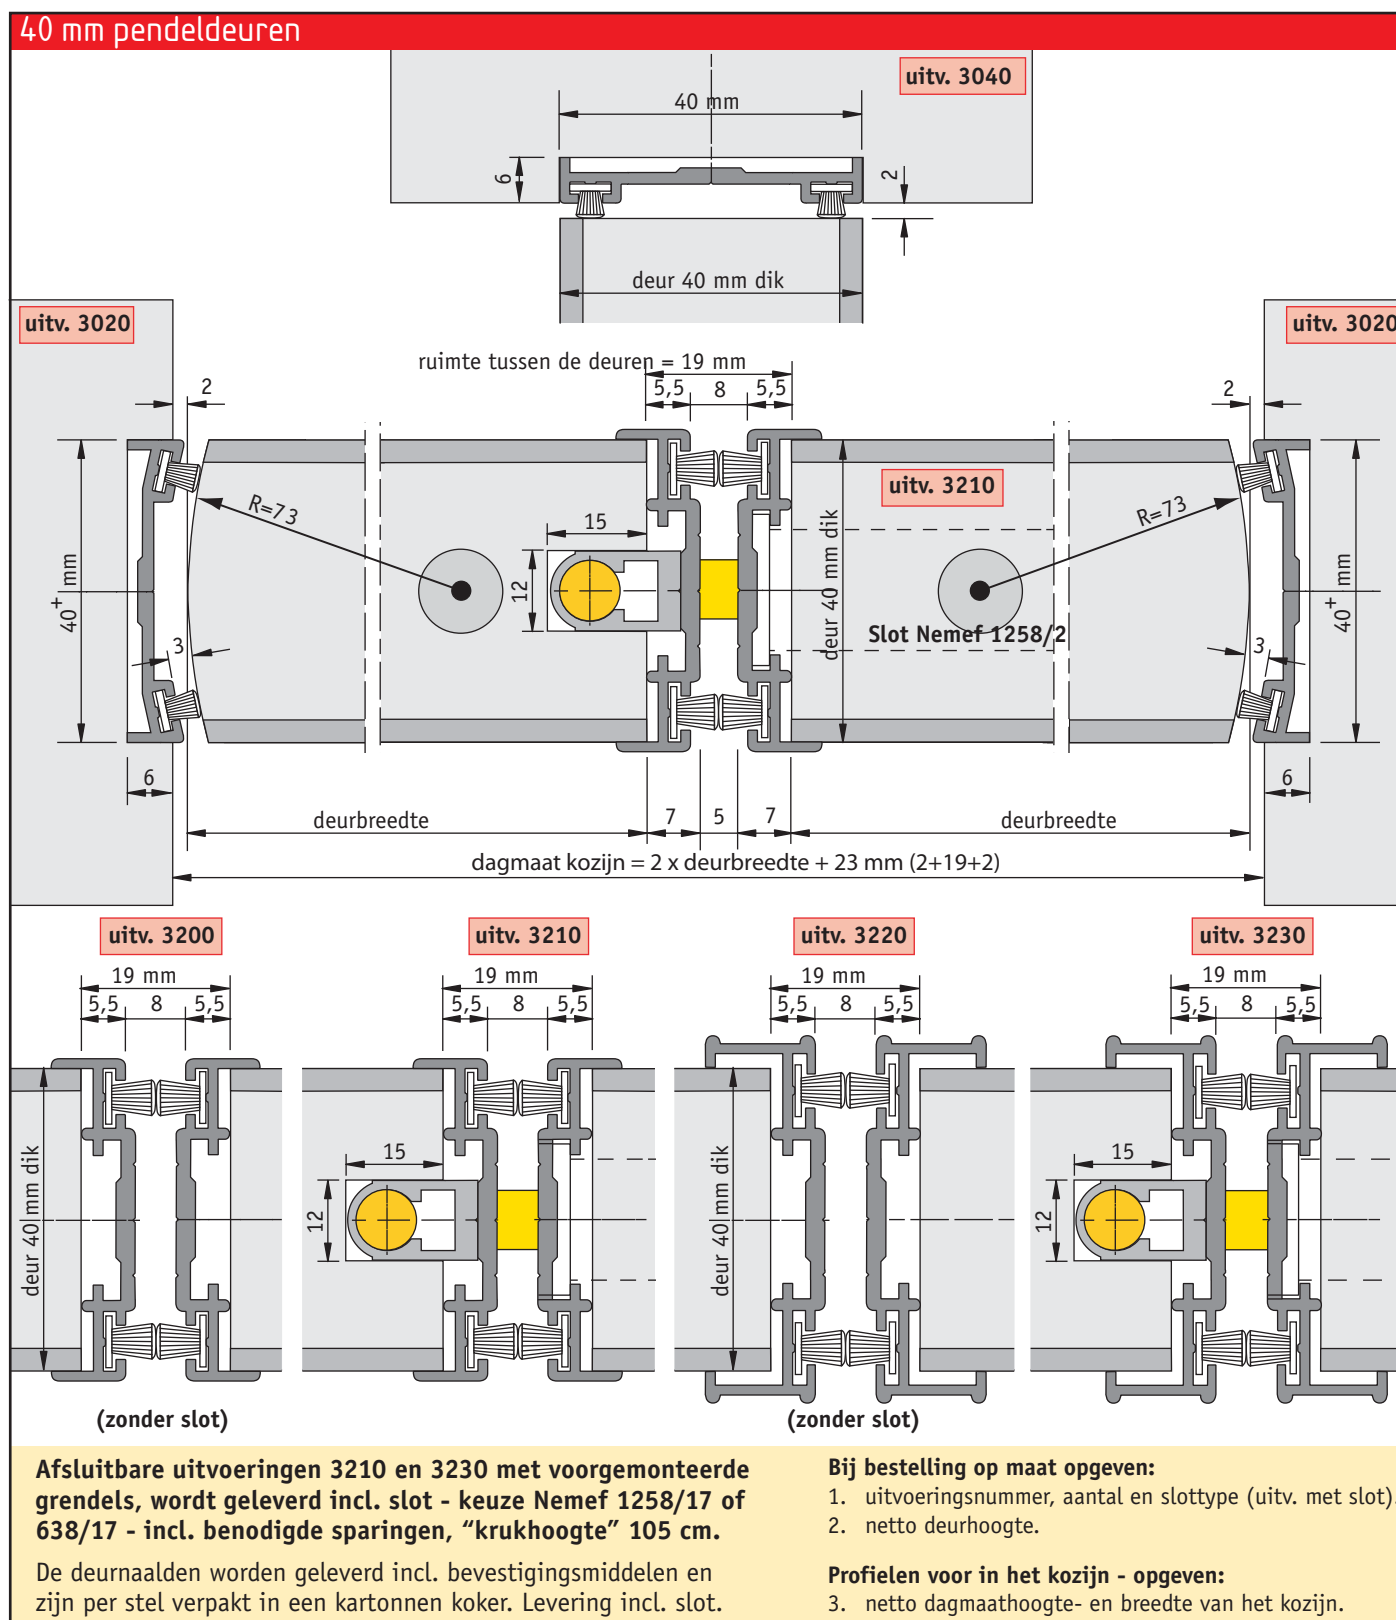 40 mm pendeldeuren
uitv. 3040
40 mm
6
2
deur 40 mm dik
uitv. 3020
uitv. 3020
ruimte tussen de deuren = 19 mm
2
5,5
8
5,5
2
uitv. 3210
R=73
R=73
15
12
40+ mm
deur 40 mm dik
40+ mm
Slot Nemef 1258/2
3
3
6
6
deurbreedte
7
5
7
deurbreedte
dagmaat kozijn = 2 x deurbreedte + 23 mm (2+19+2)
uitv. 3200
uitv. 3210
uitv. 3220
uitv. 3230
19 mm
19 mm
19 mm
19 mm
5,5
8
5,5
5,5
8
5,5
5,5
8
5,5
5,5
8
5,5
deur 40 mm dik
15
12
deur 40 mm dik
15
12
(zonder slot)
(zonder slot)
Afsluitbare uitvoeringen 3210 en 3230 met voorgemonteerde
grendels, wordt geleverd incl. slot - keuze Nemef 1258/17 of
638/17 - incl. benodigde sparingen, “krukhoogte” 105 cm.
De deurnaalden worden geleverd incl. bevestigingsmiddelen en
zijn per stel verpakt in een kartonnen koker. Levering incl. slot.
Bij bestelling op maat opgeven:
1. uitvoeringsnummer, aantal en slottype (uitv. met slot).
2. netto deurhoogte.
Profielen voor in het kozijn - opgeven:
3. netto dagmaathoogte- en breedte van het kozijn.